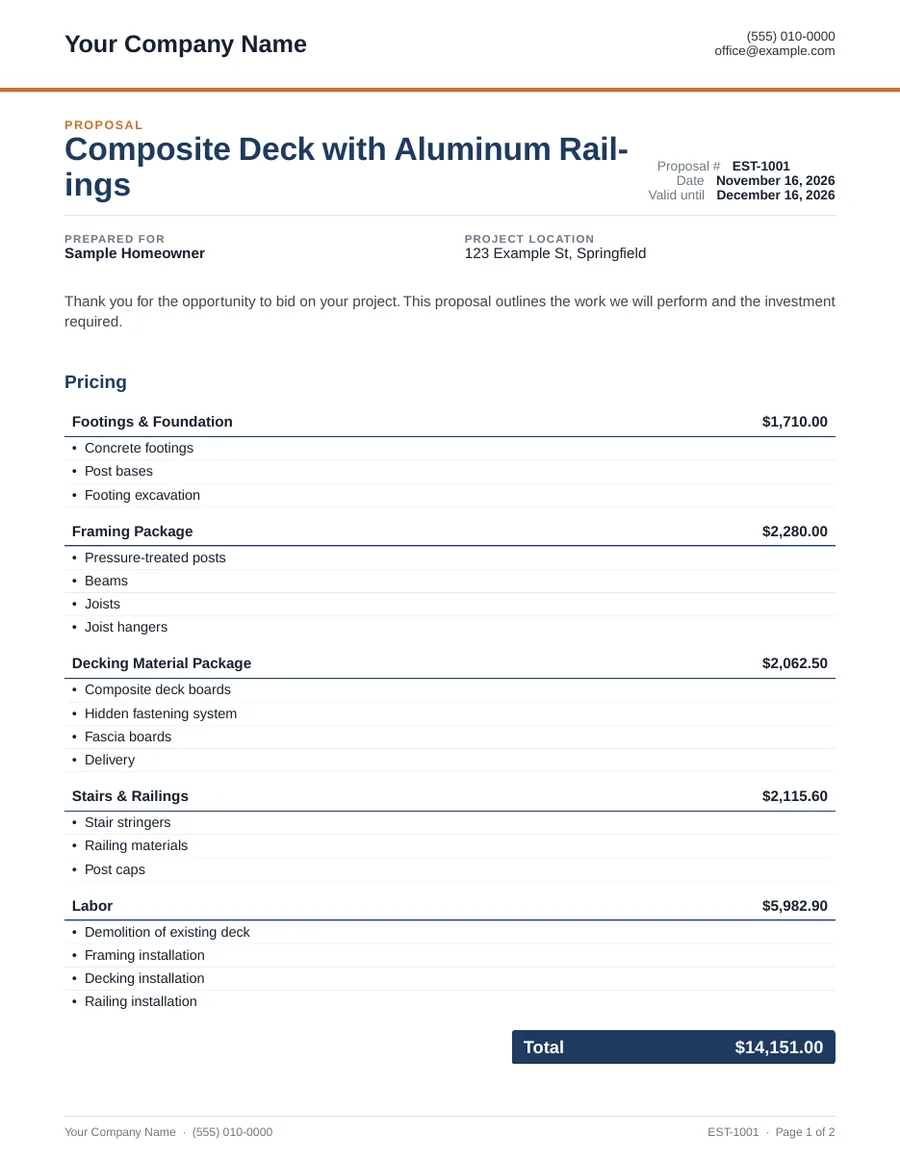 Your Company Name
(555) 010-0000
office@example.com
PROPOSAL
Composite Deck with Aluminum Rail-
ings
Proposal # EST-1001
Date November 16, 2026
Valid until December 16, 2026
PREPARED FOR
Sample Homeowner
PROJECT LOCATION
123 Example St, Springfield
Thank you for the opportunity to bid on your project. This proposal outlines the work we will perform and the investment
required.
Pricing
Footings & Foundation $1,710.00
• Concrete footings
• Post bases
• Footing excavation
Framing Package $2,280.00
• Pressure-treated posts
• Beams
• Joists
• Joist hangers
Decking Material Package $2,062.50
• Composite deck boards
• Hidden fastening system
• Fascia boards
• Delivery
Stairs & Railings $2,115.60
• Stair stringers
• Railing materials
• Post caps
Labor $5,982.90
• Demolition of existing deck
• Framing installation
• Decking installation
• Railing installation
Total $14,151.00
Your Company Name · (555) 010-0000
EST-1001 · Page 1 of 2